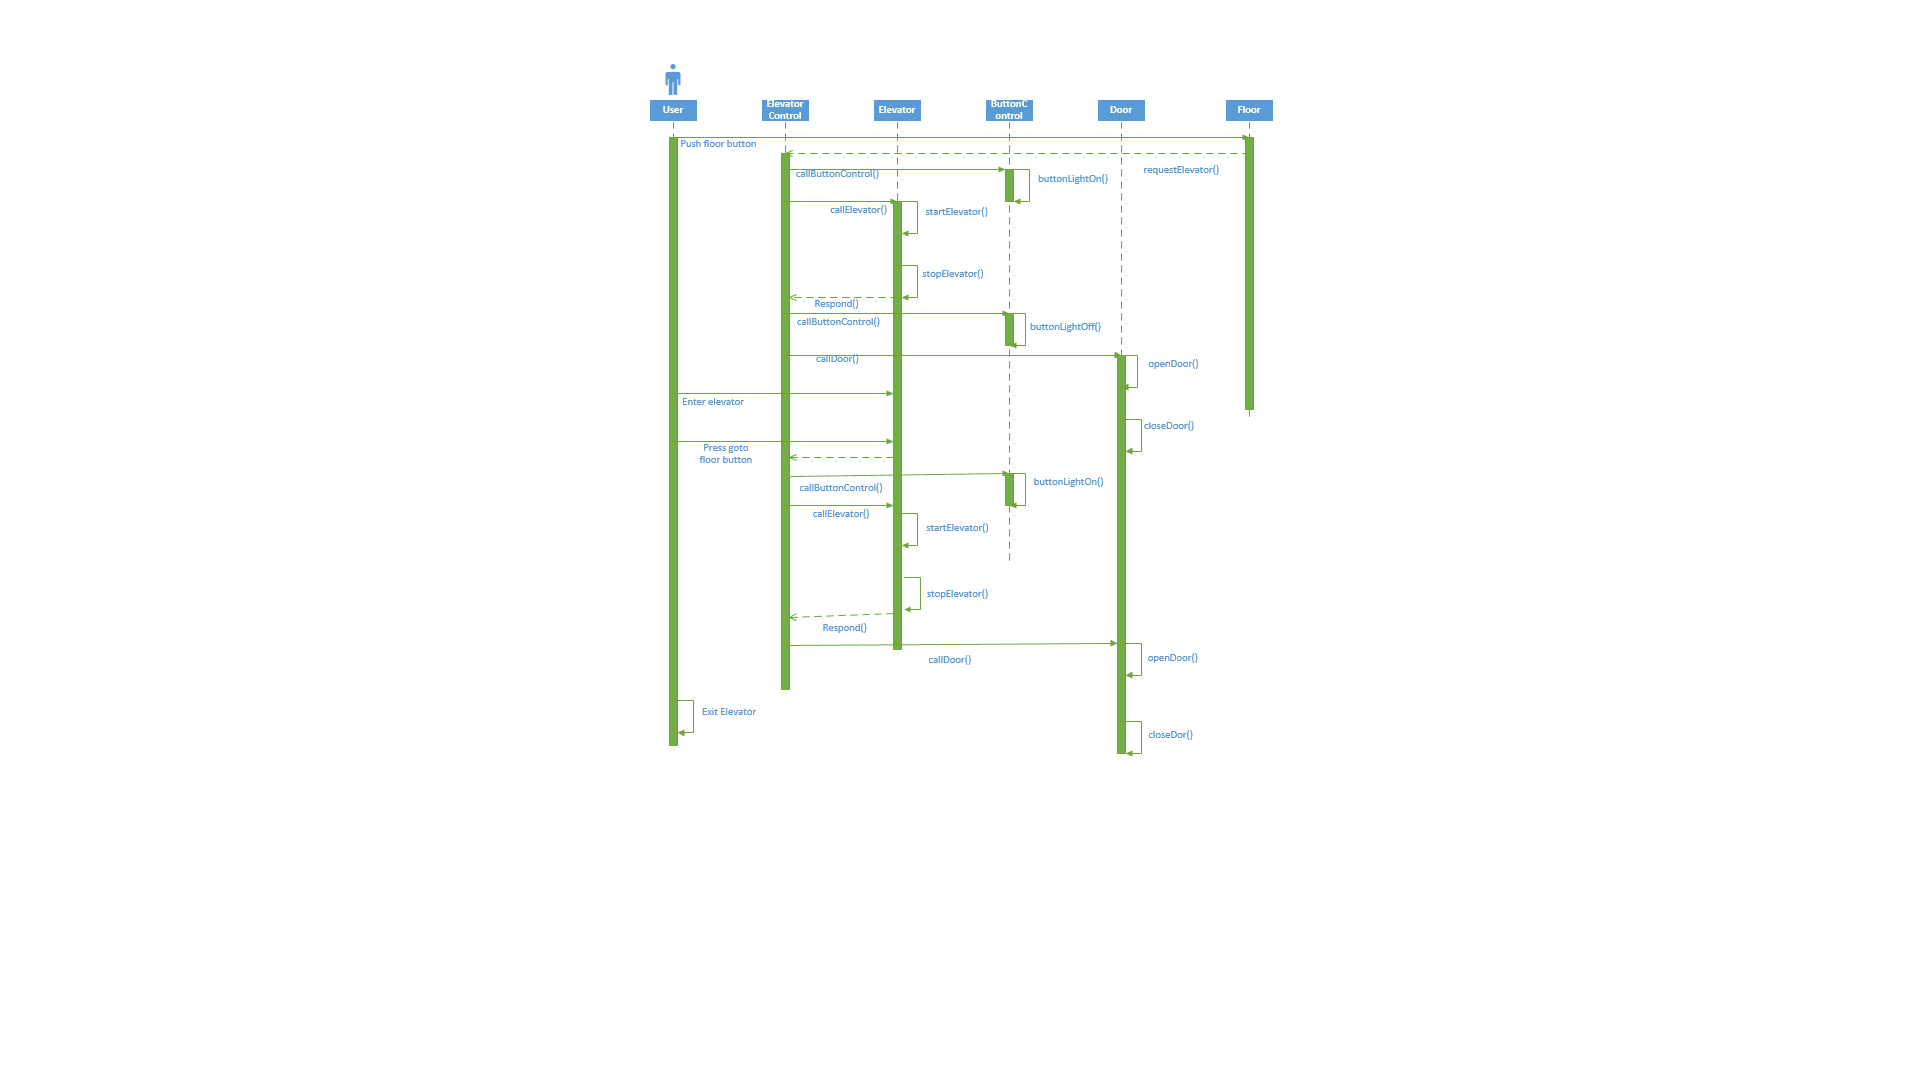 User
Elevator
Control
Elevator
ButtonC
ontrol
Door
Floor
Push floor button
requestElevator()
callButtonControl()
buttonLightOn()
callElevator()
startElevator()
stopElevator()
Respond()
callButtonControl()
buttonLightOff()
callDoor()
openDoor()
Enter elevator
closeDoor()
Press goto
floor button
callButtonControl()
buttonLightOn()
callElevator()
startElevator()
stopElevator()
Respond()
callDoor()
openDoor()
Exit Elevator
closeDor()